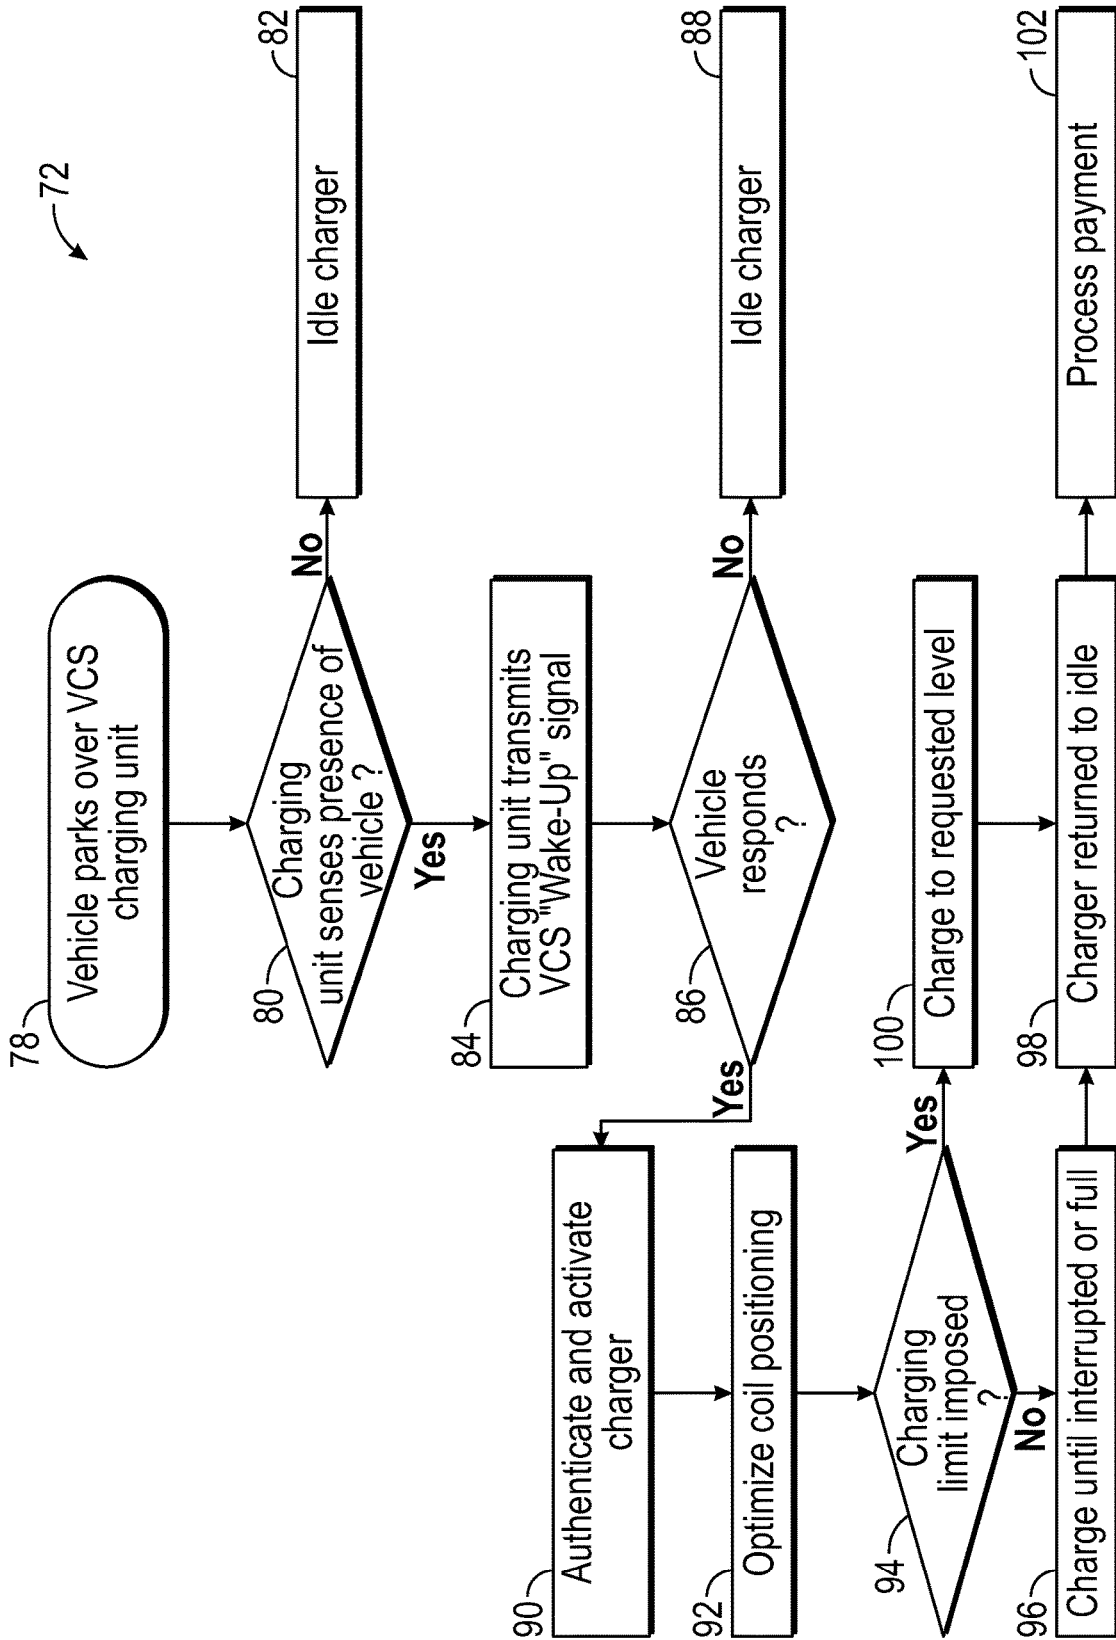 72
78
Vehicle parks over VCS
charging unit
80
Charging
unit senses presence of
vehicle ?
No
82
Idle charger
Yes
84
Charging unit transmits
VCS "Wake-Up" signal
86
Vehicle
responds
?
No
88
Idle charger
Yes
90
Authenticate and activate
charger
92
Optimize coil positioning
94
Charging
limit imposed
?
Yes
100
Charge to requested level
No
96
Charge until interrupted or full
98
Charger returned to idle
102
Process payment